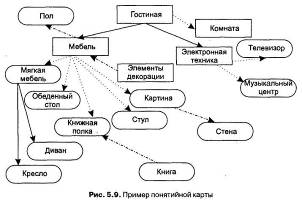 Гостиная
Пол
Комната
Мебель
Электронная
техника
Телевизор
Мягкая
мебель
Элементы
декорации
Музыкальный
центр
Обеденный
стол
Картина
Книжная
полка
Стул
Стена
Диван
Книга
Кресло
Рис. 5.9. Пример понятийной карты